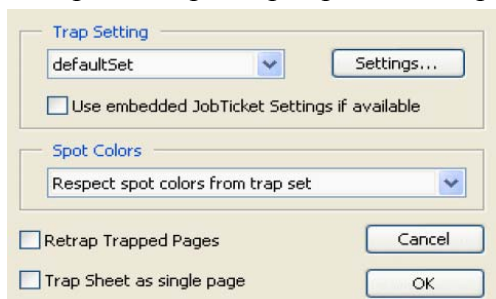 Trap Setting
defaultSet
Settings...
Use embedded JobTicket Settings if available
Spot Colors
Respect spot colors from trap set
Retrap Trapped Pages
Cancel
Trap Sheet as single page
OK